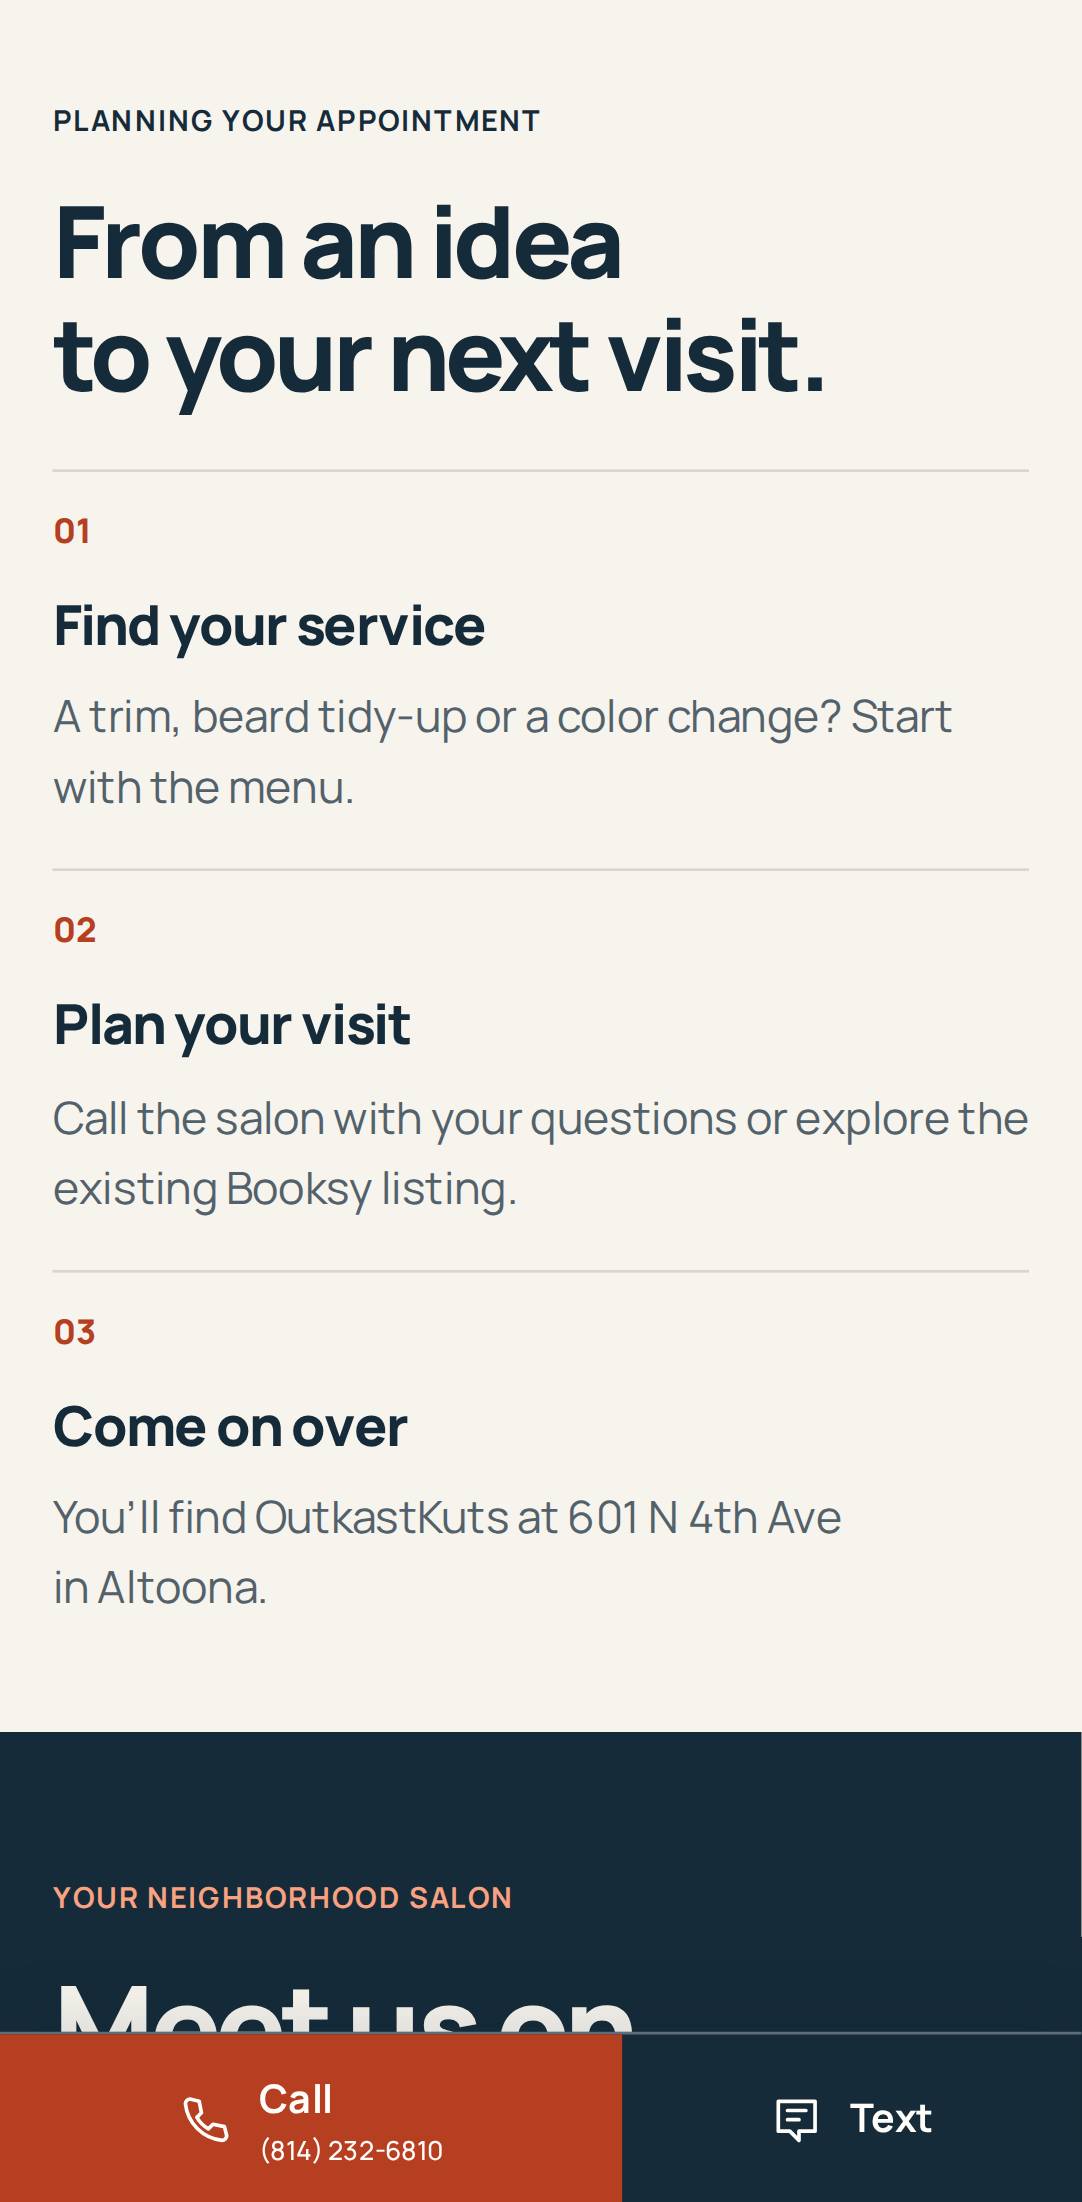 PLANNING YOUR APPOINTMENT
From an idea
to your next visit.
01
Find your service
A trim, beard tidy-up or a color change? Start
with the menu.
02
Plan your visit
Call the salon with your questions or explore the
existing Booksy listing.
03
Come on over
You’ll find OutkastKuts at 601 N 4th Ave
in Altoona.
YOUR NEIGHBORHOOD SALON
Meet us on
Call
(814) 232-6810
Text